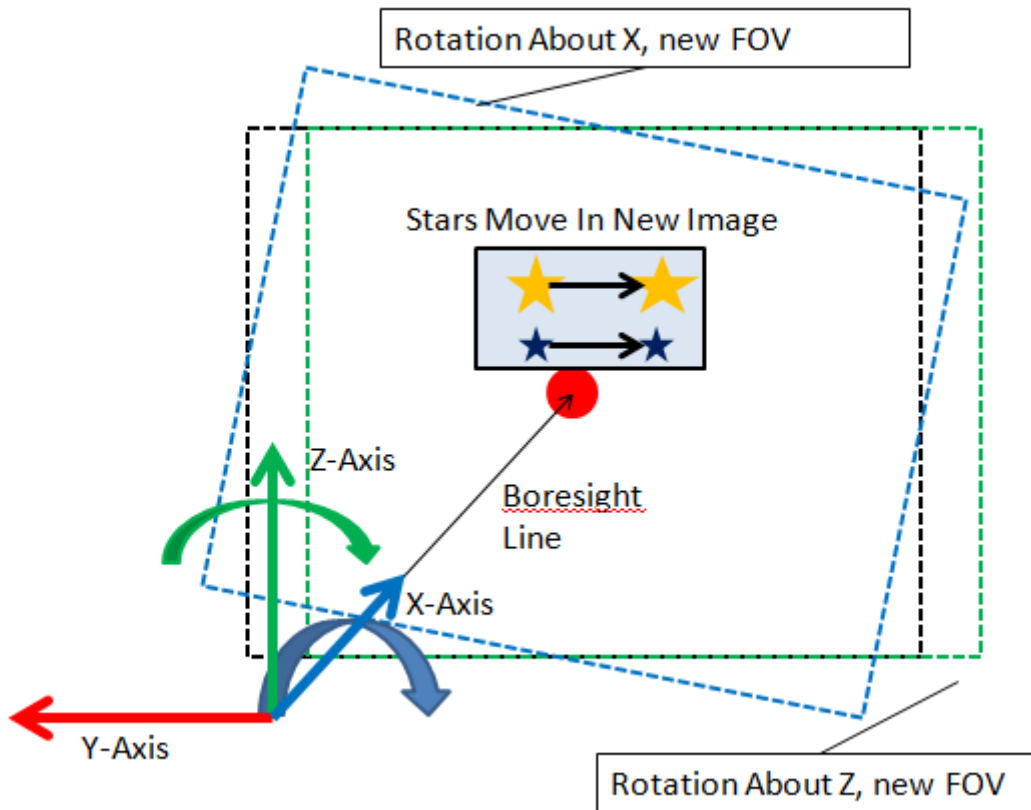 Rotation About X, new FOV
Stars Move In New Image
Z-Axis
Boresight
Line
X-Axis
Y-Axis
Rotation About Z, new FOV